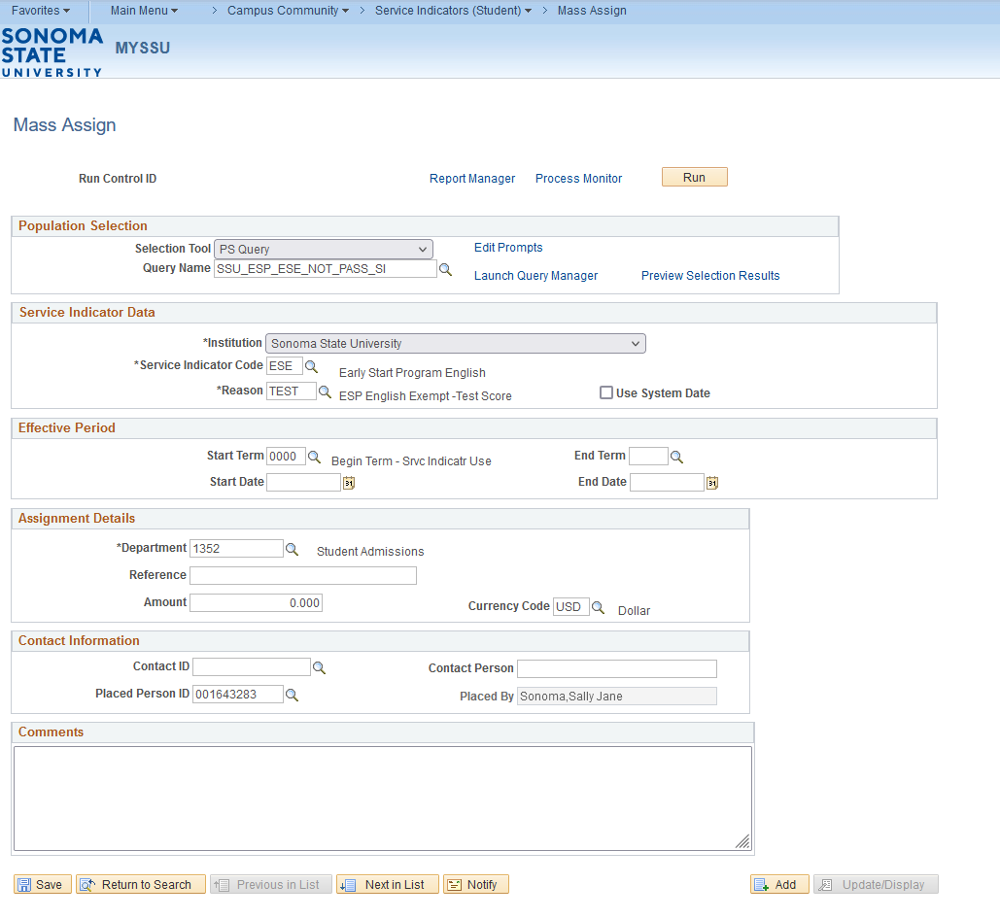 Favorites Main Menu > Campus Community > Service Indicators (Student) > Mass Assign
SONOMA
STATE
UNIVERSITY
MYSSU
Mass Assign
Run Control ID Report Manager Process Monitor Run
Population Selection
Selection Tool PS Query Edit Prompts
Query Name SSU_ESP_ESE_NOT_PASS_SI
Launch Query Manager Preview Selection Results
Service Indicator Data
*Institution Sonoma State University
*Service Indicator Code ESE Early Start Program English
*Reason TEST ESP English Exempt -Test Score Use System Date
Effective Period
Start Term 0000 Begin Term - Srvc Indicatr Use End Term
Start Date 31 End Date 31
Assignment Details
*Department 1352 Student Admissions
Reference
Amount 0.000 Currency Code USD Dollar
Contact Information
Contact ID Contact Person
Placed Person ID 001643283 Placed By Sonoma,Sally Jane
Comments
Save Return to Search Previous in List Next in List Notify Add Update/Display